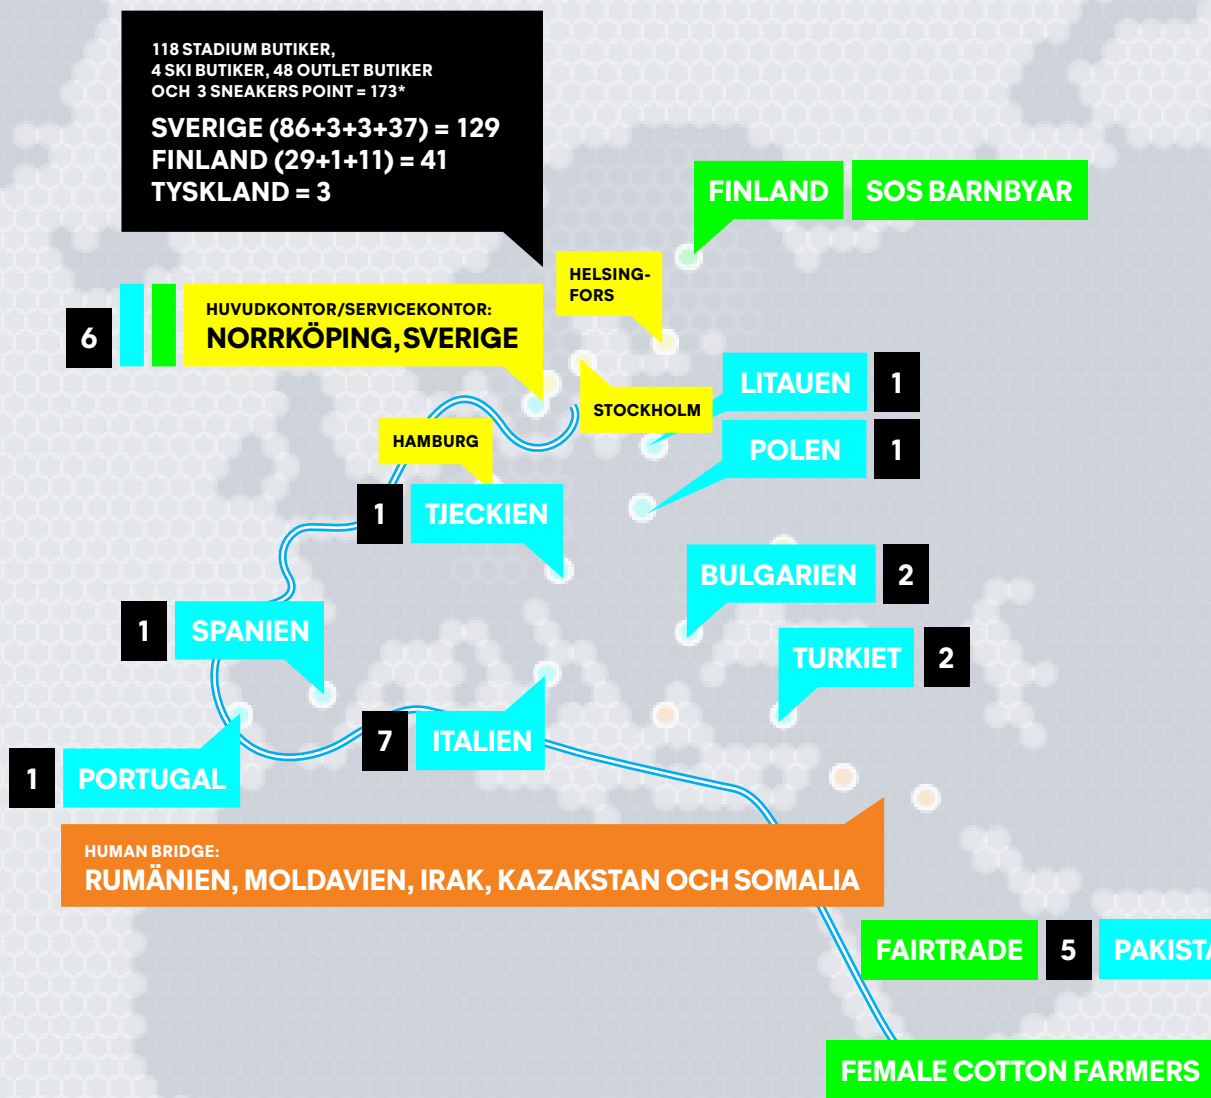 118 STADIUM BUTIKER,
4 SKI BUTIKER, 48 OUTLET BUTIKER
OCH 3 SNEAKERS POINT = 173*
SVERIGE (86+3+3+37) = 129
FINLAND (29+1+11) = 41
TYSKLAND = 3
FINLAND SOS BARNBYAR
HELSING-
FORS
6 HUVUDKONTOR/SERVICEKONTOR:
NORRKÖPING, SVERIGE
LITAUEN 1
STOCKHOLM
HAMBURG
POLEN 1
1 TJECKIEN
BULGARIEN 2
1 SPANIEN
TURKIET 2
7 ITALIEN
1 PORTUGAL
HUMAN BRIDGE:
RUMÄNIEN, MOLDAVIEN, IRAK, KAZAKSTAN OCH SOMALIA
FAIRTRADE 5 PAKISTA
FEMALE COTTON FARMERS